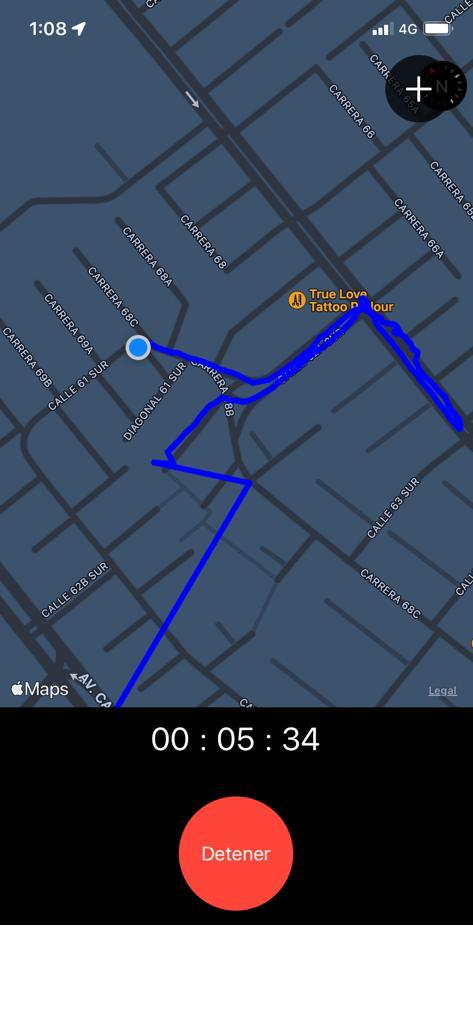 1:08
4G
CALLE
CARRERA 65A
N
CARRERA 66
CARRERA 66A
CARRERA 68
CARRERA 68A
CARRERA 68C
CARRERA 69A
CARRERA 69B
True Love
Tattoo Parlour
CALLE 61 SUR
DIAGONAL 61 SUR
CALLE 63 SUR
CARRERA 68C
CALLE 62B SUR
AV. CA
Maps
Legal
00 : 05 : 34
Detener